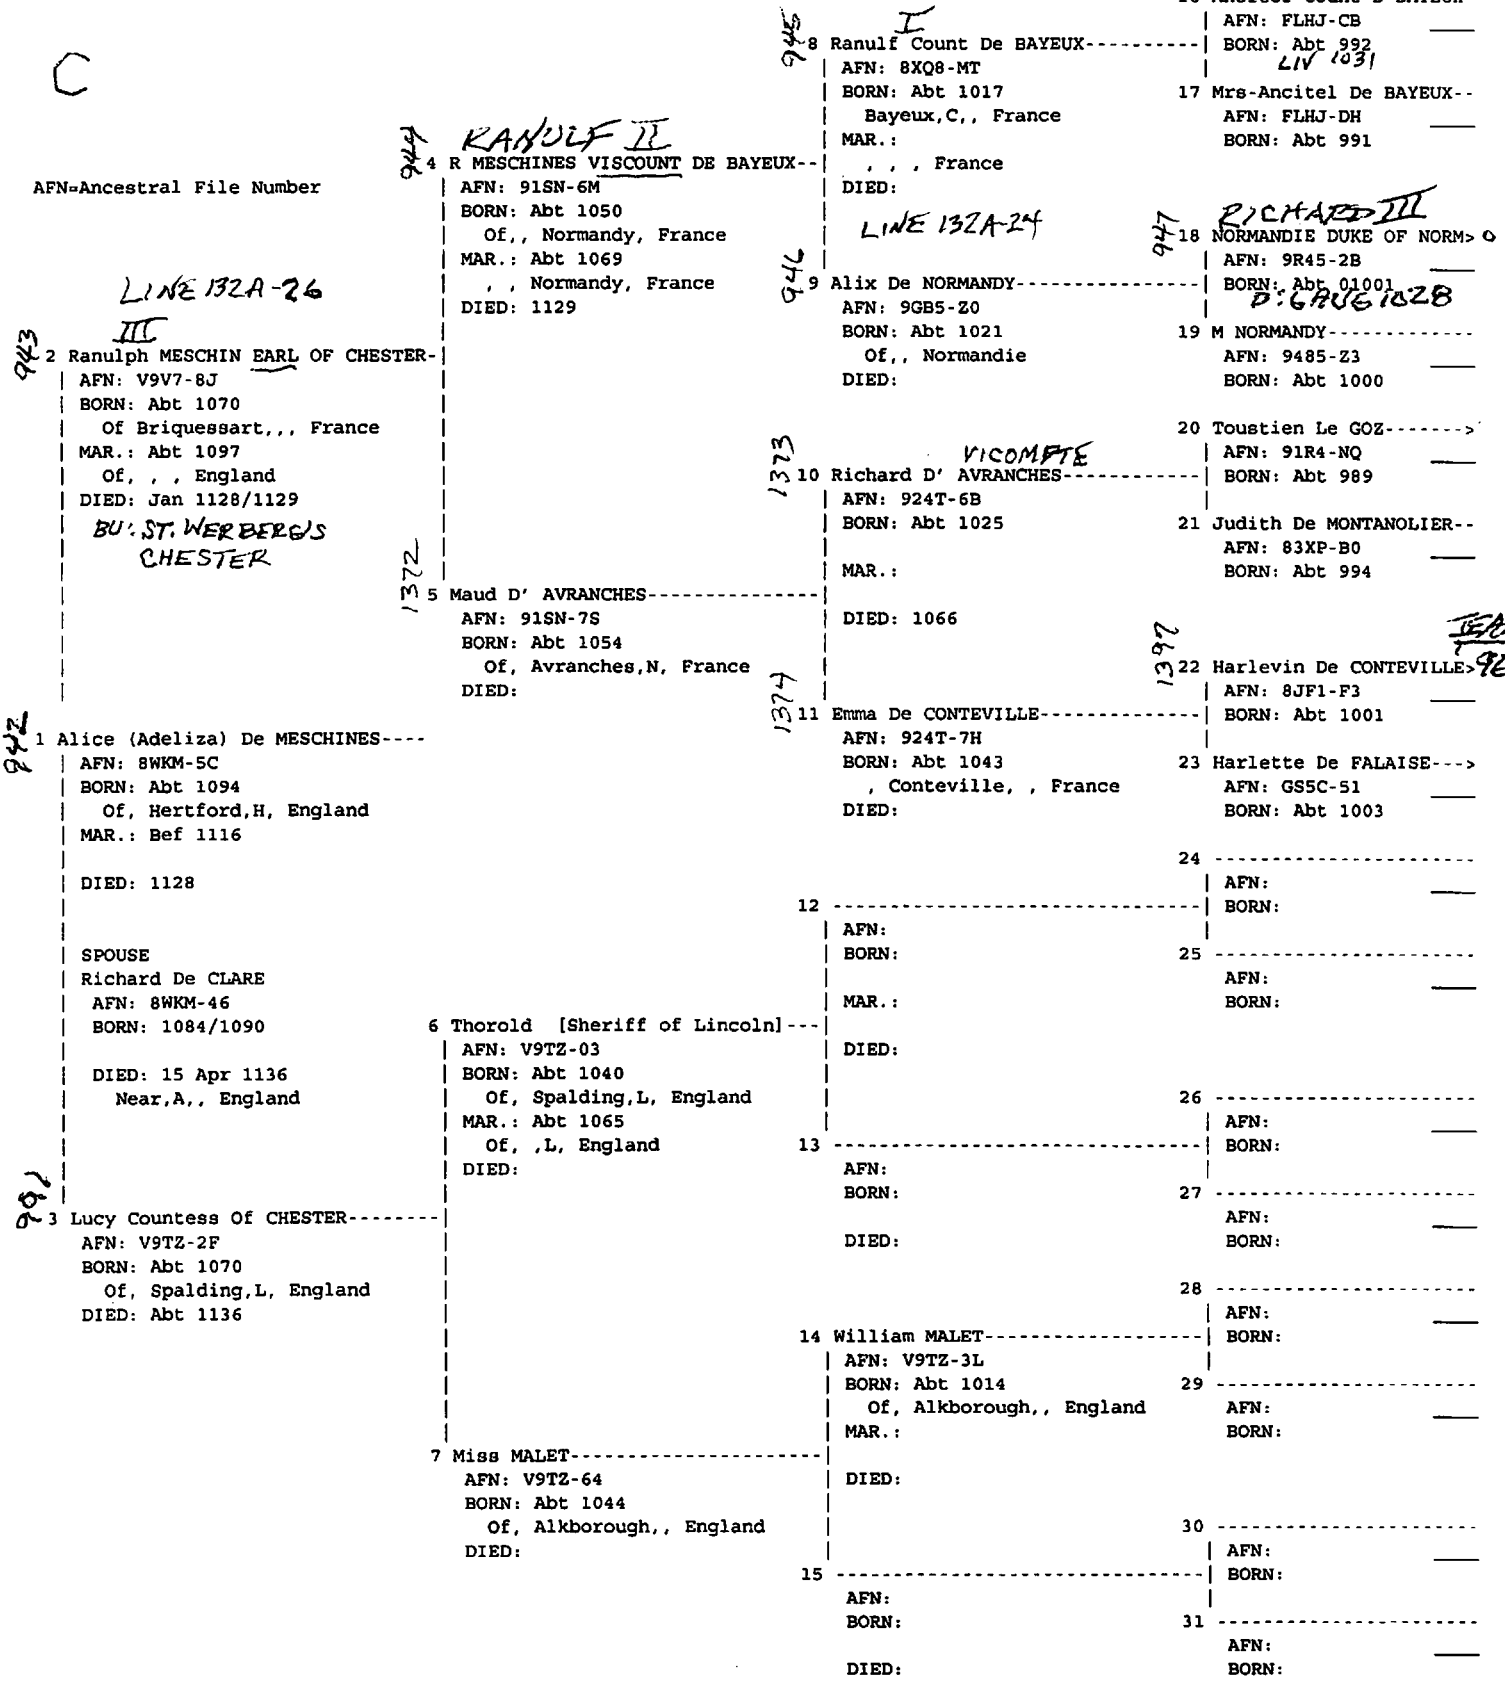 C
AFN=Ancestral File Number
LINE 132A-26
III
943
2 Ranulph MESCHIN EARL OF CHESTER-
AFN: V9V7-8J
BORN: Abt 1070
Of Briquessart,,, France
MAR.: Abt 1097
Of, , , England
DIED: Jan 1128/1129
BU: ST. WERBERG'S
CHESTER
942
1 Alice (Adeliza) De MESCHINES----
AFN: 8WKM-5C
BORN: Abt 1094
Of, Hertford,H, England
MAR.: Bef 1116
DIED: 1128
SPOUSE
Richard De CLARE
AFN: 8WKM-46
BORN: 1084/1090
DIED: 15 Apr 1136
Near,A,, England
991
3 Lucy Countess Of CHESTER--------
AFN: V9TZ-2F
BORN: Abt 1070
Of, Spalding,L, England
DIED: Abt 1136
944
RANULF II
4 R MESCHINES VISCOUNT DE BAYEUX--
AFN: 91SN-6M
BORN: Abt 1050
Of,, Normandy, France
MAR.: Abt 1069
, , Normandy, France
DIED: 1129
1372
5 Maud D' AVRANCHES---------------
AFN: 91SN-7S
BORN: Abt 1054
Of, Avranches,N, France
DIED:
6 Thorold [Sheriff of Lincoln]---
AFN: V9TZ-03
BORN: Abt 1040
Of, Spalding,L, England
MAR.: Abt 1065
Of, ,L, England
DIED:
7 Miss MALET----------------------
AFN: V9TZ-64
BORN: Abt 1044
Of, Alkborough,, England
DIED:
945
I
8 Ranulf Count De BAYEUX----------
AFN: 8XQ8-MT
BORN: Abt 1017
Bayeux,C,, France
MAR.:
, , , France
DIED:
LINE 132A-24
946
9 Alix De NORMANDY----------------
AFN: 9GB5-Z0
BORN: Abt 1021
Of,, Normandie
DIED:
1373
VICOMPTE
10 Richard D' AVRANCHES------------
AFN: 924T-6B
BORN: Abt 1025
MAR.:
DIED: 1066
1374
11 Emma De CONTEVILLE--------------
AFN: 924T-7H
BORN: Abt 1043
, Conteville, , France
DIED:
12 --------------------------------
AFN:
BORN:
MAR.:
DIED:
13 --------------------------------
AFN:
BORN:
DIED:
14 William MALET-------------------
AFN: V9TZ-3L
BORN: Abt 1014
Of, Alkborough,, England
MAR.:
DIED:
15 --------------------------------
AFN:
BORN:
DIED:
AFN: FLHJ-CB
BORN: Abt 992
LIV 1031
17 Mrs-Ancitel De BAYEUX--
AFN: FLHJ-DH
BORN: Abt 991
947
RICHARD III
18 NORMANDIE DUKE OF NORM>
AFN: 9R45-2B
BORN: Abt 01001
D: 6 AUG 1028
19 M NORMANDY-------------
AFN: 9485-Z3
BORN: Abt 1000
20 Toustien Le GOZ------->
AFN: 91R4-NQ
BORN: Abt 989
21 Judith De MONTANOLIER--
AFN: 83XP-B0
BORN: Abt 994
1397
22 Harlevin De CONTEVILLE>
AFN: 8JF1-F3
BORN: Abt 1001
23 Harlette De FALAISE--->
AFN: GS5C-51
BORN: Abt 1003
24 -----------------------
AFN:
BORN:
25 -----------------------
AFN:
BORN:
26 -----------------------
AFN:
BORN:
27 -----------------------
AFN:
BORN:
28 -----------------------
AFN:
BORN:
29 -----------------------
AFN:
BORN:
30 -----------------------
AFN:
BORN:
31 -----------------------
AFN:
BORN: